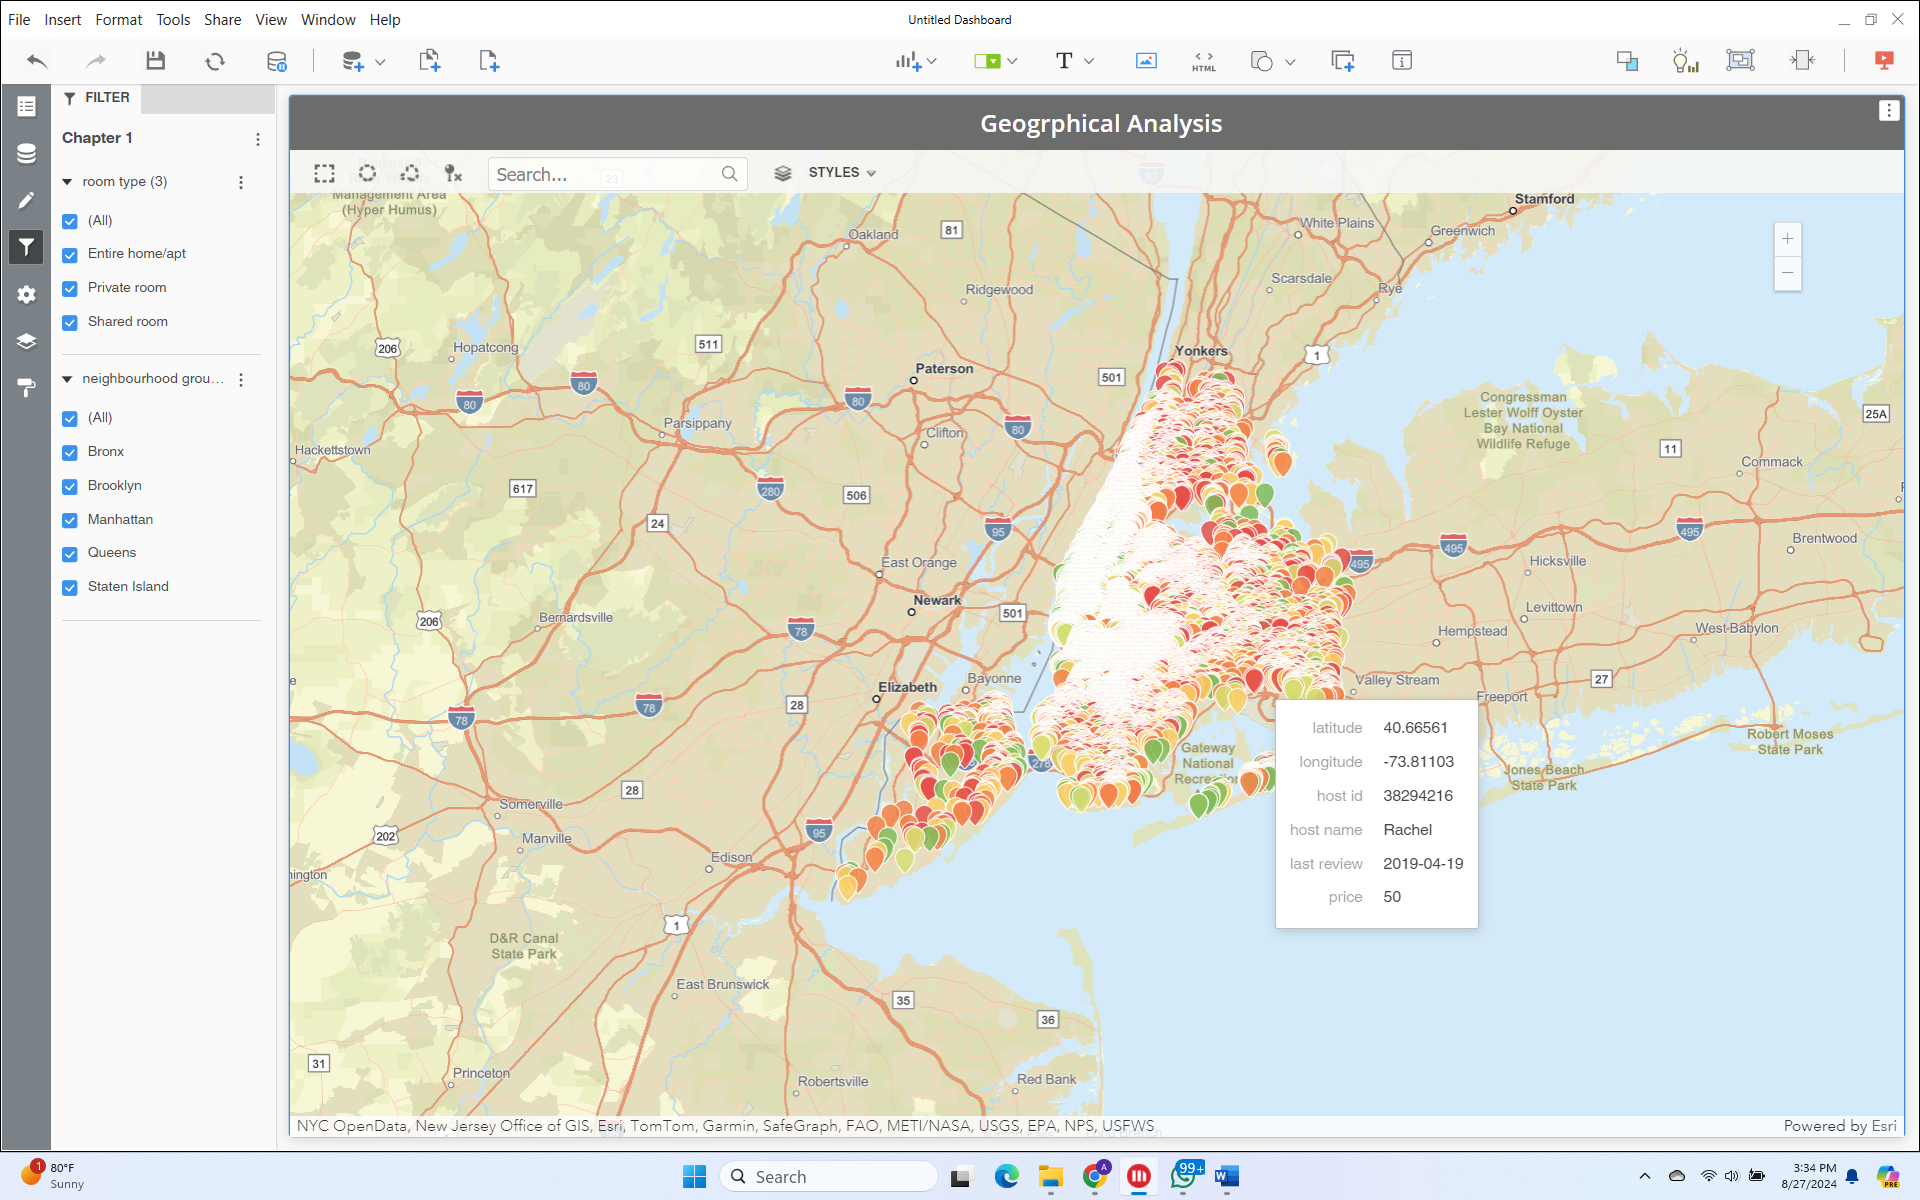 File Insert Format Tools Share View Window Help
Untitled Dashboard
HTML
FILTER
Chapter 1
room type (3)
(All)
Entire home/apt
Private room
Shared room
neighbourhood grou...
(All)
Bronx
Brooklyn
Manhattan
Queens
Staten Island
Geogrphical Analysis
Search...
STYLES
23
Management Area
(Hyper Humus)
Stamford
White Plains
Greenwich
Oakland
81
Scarsdale
Ridgewood
Rye
206
Hopatcong
511
Yonkers
1
Paterson
501
80
80
80
80
Congressman
Lester Wolff Oyster
Bay National
Wildlife Refuge
25A
Parsippany
Clifton
Hackettstown
11
Commack
617
280
506
24
95
495
495
495
Brentwood
East Orange
Hicksville
Newark
501
Levittown
206
Bernardsville
78
Hempstead
West Babylon
Bayonne
Valley Stream
27
Elizabeth
Freeport
78
78
28
Gateway
National
Recreation
278
Robert Moses
State Park
Jones Beach
State Park
28
Somerville
202
Manville
95
Edison
ington
1
D&R Canal
State Park
East Brunswick
35
36
31
Princeton
Robertsville
Red Bank
latitude 40.66561
longitude -73.81103
host id 38294216
host name Rachel
last review 2019-04-19
price 50
NYC OpenData, New Jersey Office of GIS, Esri, TomTom, Garmin, SafeGraph, FAO, METI/NASA, USGS, EPA, NPS, USFWS
Powered by Esri
1
80°F
Sunny
Search
A
99+
W
3:34 PM
8/27/2024
PRE